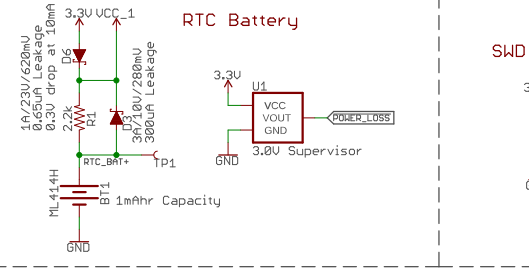 RTC Battery
3.3V
VCC_1
1A/23V/620mV
0.65uA Leakage
0.3V drop at 10mA
D6
2.2k
R1
D3
3A/10V/280mV
300uA Leakage
RTC_BAT+
TP1
ML414H
BT1
1mAhr Capacity
GND
3.3V
U1
VCC
VOUT
GND
POWER_LOSS
GND
3.0V Supervisor
SWD